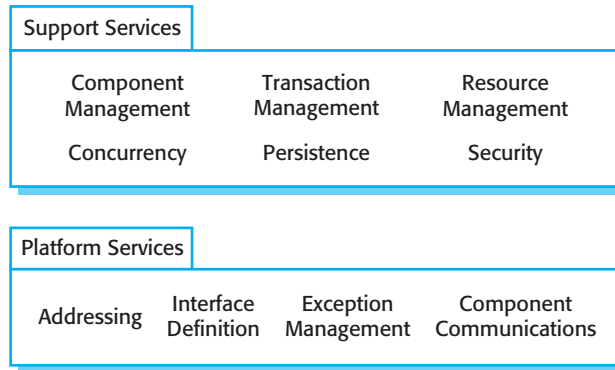 Support Services
Component Transaction Resource
Management Management Management
Concurrency Persistence Security
Platform Services
Addressing Interface Definition Exception Management Component Communications